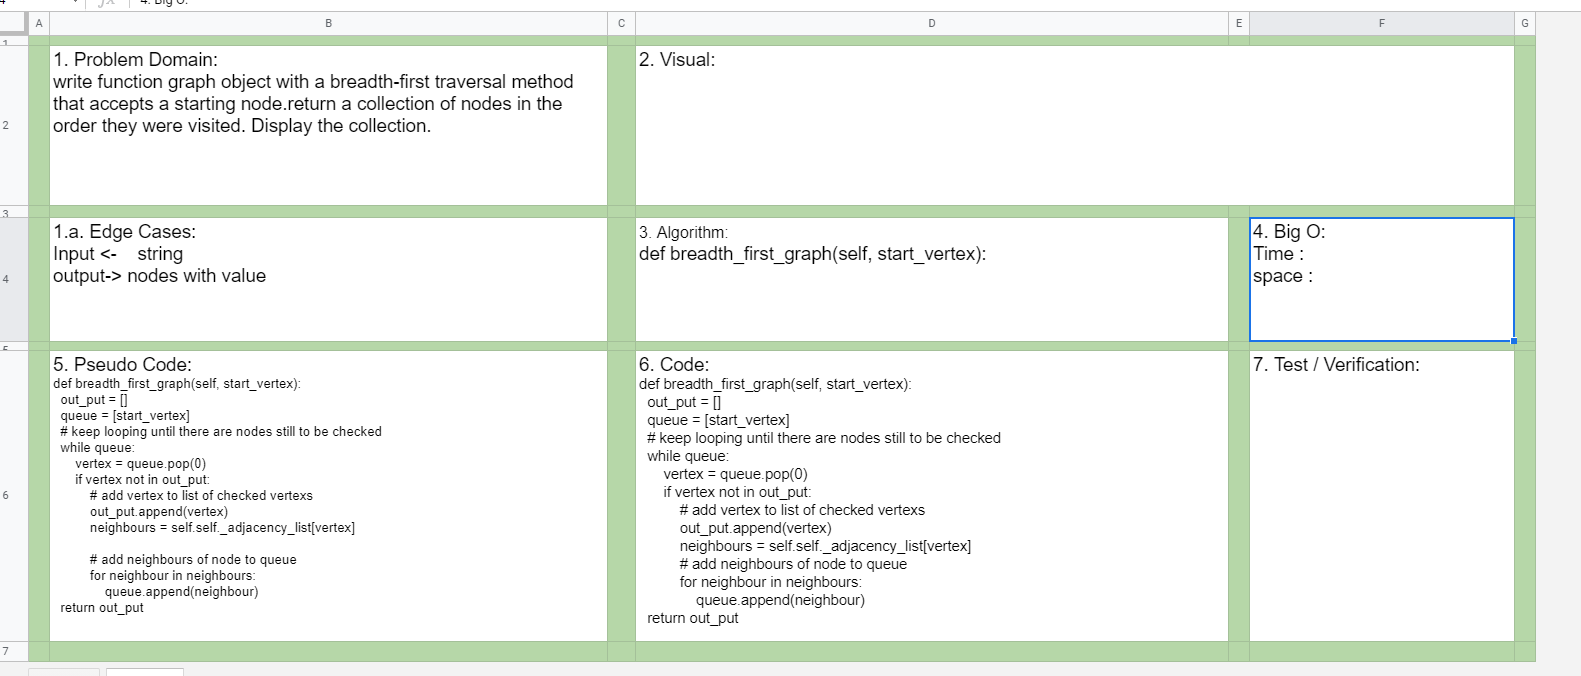 4. Big O:
A B C D E F G
1
1. Problem Domain:
write function graph object with a breadth-first traversal method
that accepts a starting node.return a collection of nodes in the
order they were visited. Display the collection.
2. Visual:
2
3
1.a. Edge Cases:
Input <- string
output-> nodes with value
3. Algorithm:
def breadth_first_graph(self, start_vertex):
4. Big O:
Time :
space :
4
5
5. Pseudo Code:
def breadth_first_graph(self, start_vertex):
out_put = []
queue = [start_vertex]
# keep looping until there are nodes still to be checked
while queue:
vertex = queue.pop(0)
if vertex not in out_put:
# add vertex to list of checked vertexs
out_put.append(vertex)
neighbours = self.self._adjacency_list[vertex]
# add neighbours of node to queue
for neighbour in neighbours:
queue.append(neighbour)
return out_put
6. Code:
def breadth_first_graph(self, start_vertex):
out_put = []
queue = [start_vertex]
# keep looping until there are nodes still to be checked
while queue:
vertex = queue.pop(0)
if vertex not in out_put:
# add vertex to list of checked vertexs
out_put.append(vertex)
neighbours = self.self._adjacency_list[vertex]
# add neighbours of node to queue
for neighbour in neighbours:
queue.append(neighbour)
return out_put
7. Test / Verification:
6
7